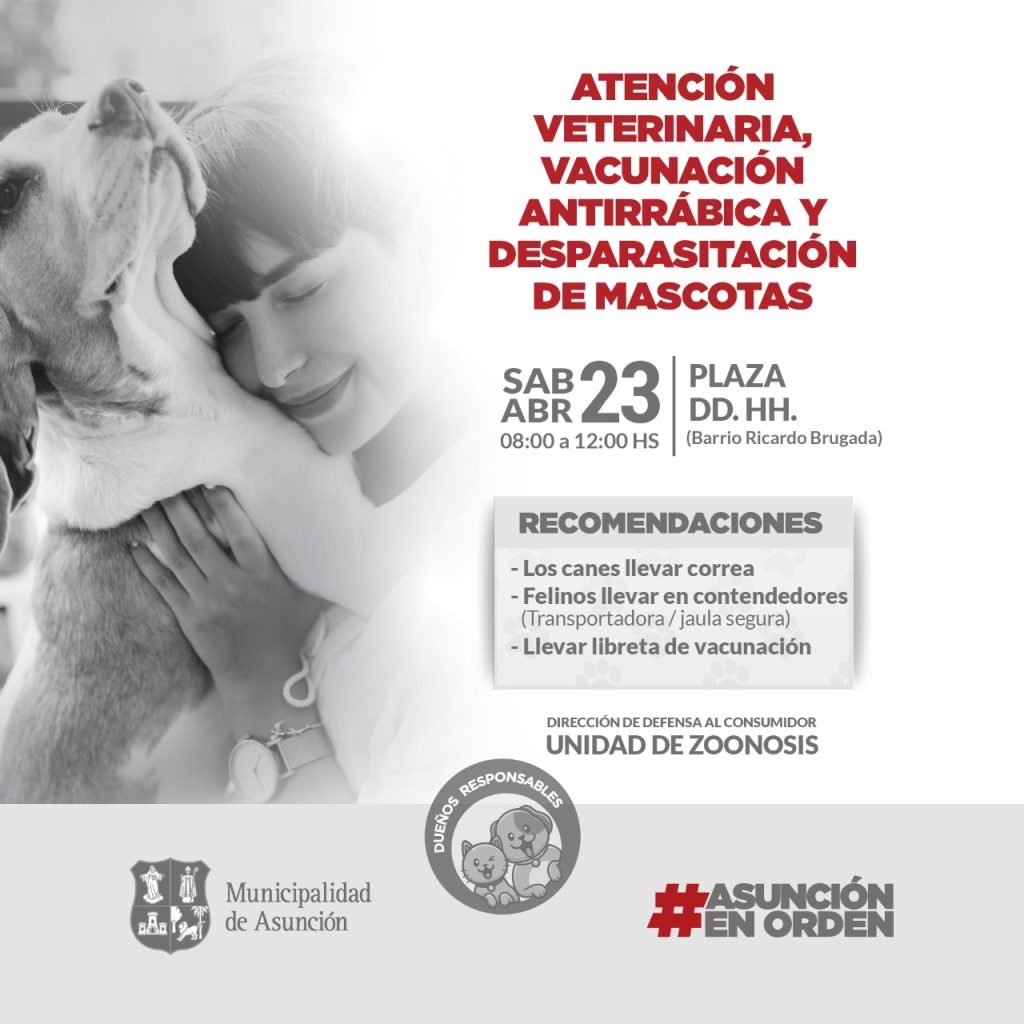 ATENCIÓN
VETERINARIA,
VACUNACIÓN
ANTIRRÁBICA Y
DESPARASITACIÓN
DE MASCOTAS
SAB
ABR
23
08:00 a 12:00 HS
PLAZA
DD. HH.
(Barrio Ricardo Brugada)
RECOMENDACIONES
- Los canes llevar correa
- Felinos llevar en contendedores
(Transportadora / jaula segura)
- Llevar libreta de vacunación
DIRECCIÓN DE DEFENSA AL CONSUMIDOR
UNIDAD DE ZOONOSIS
DUEÑOS RESPONSABLES
Municipalidad
de Asunción
#ASUNCIÓN
EN ORDEN